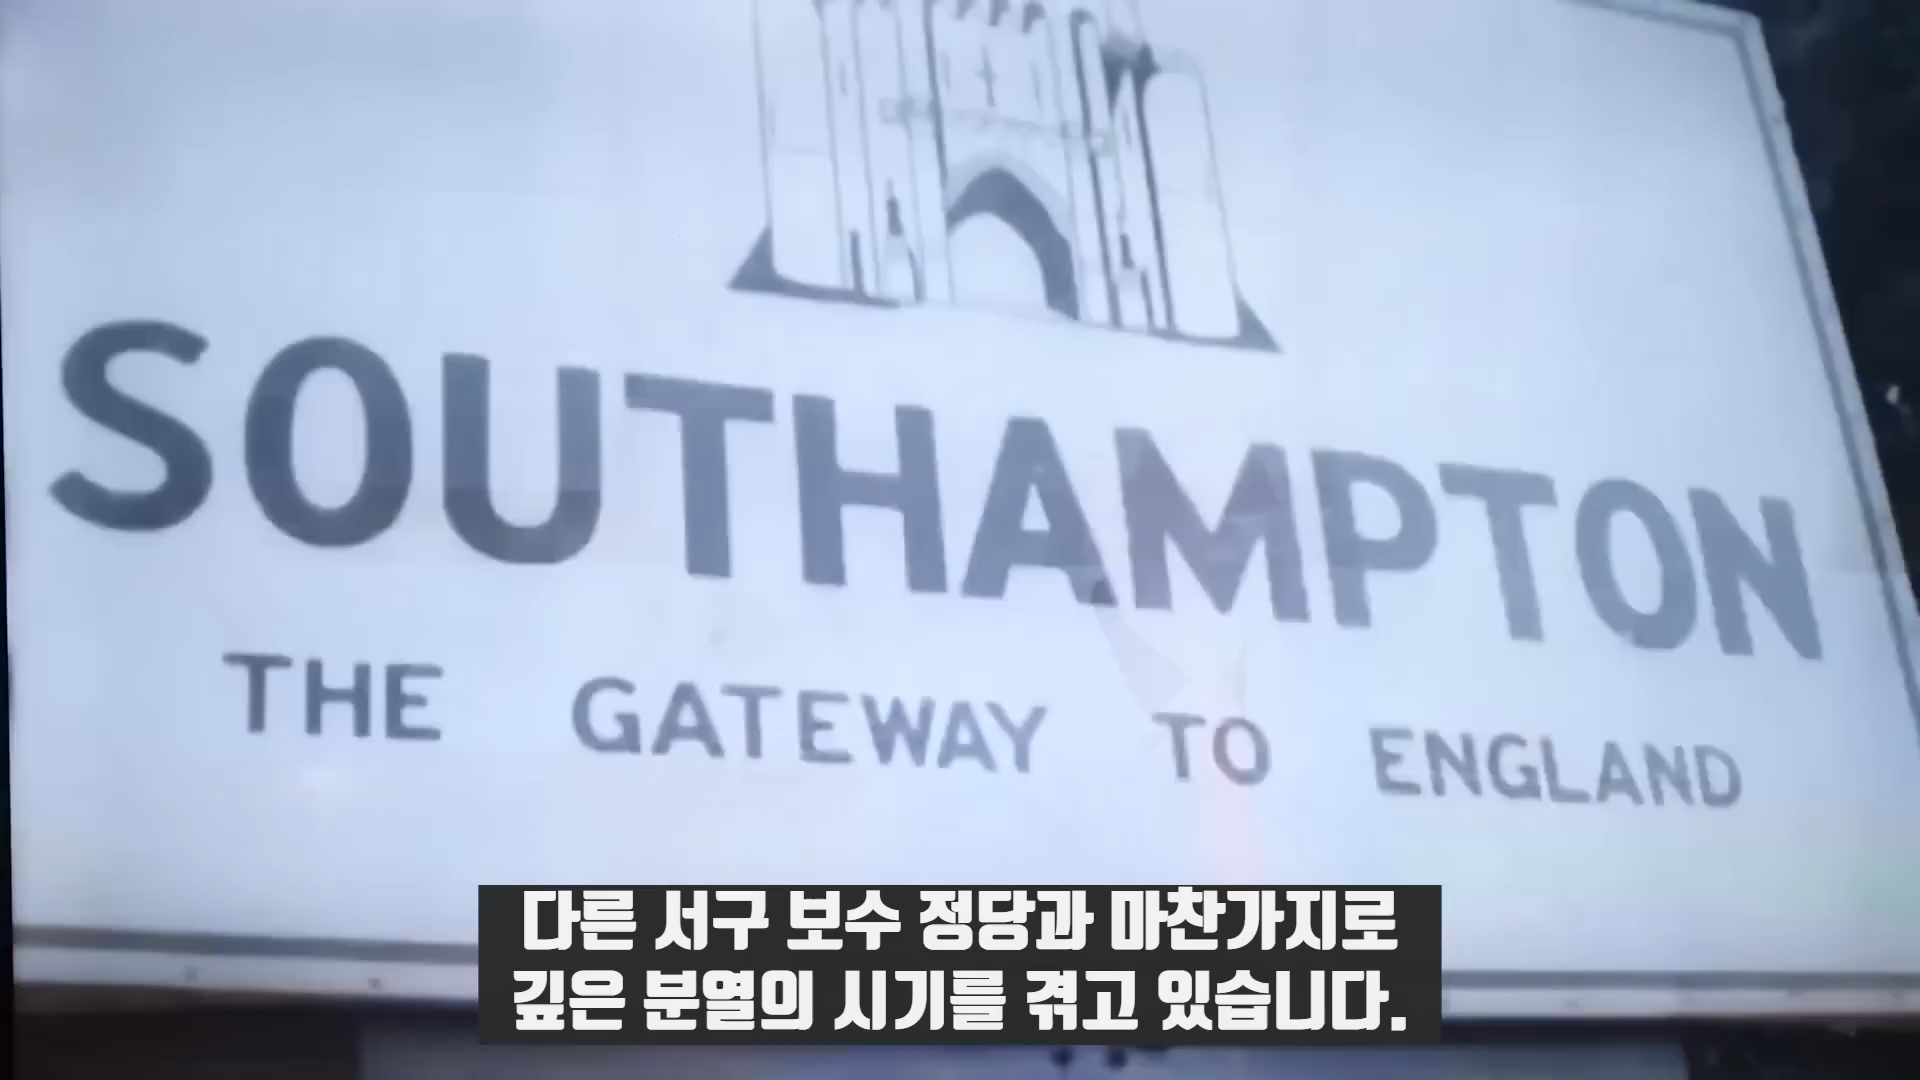 SOUTHAMPTON
THE GATEWAY TO ENGLAND
다른 서구 보수 정당과 마찬가지로
깊은 분열의 시기를 겪고 있습니다.